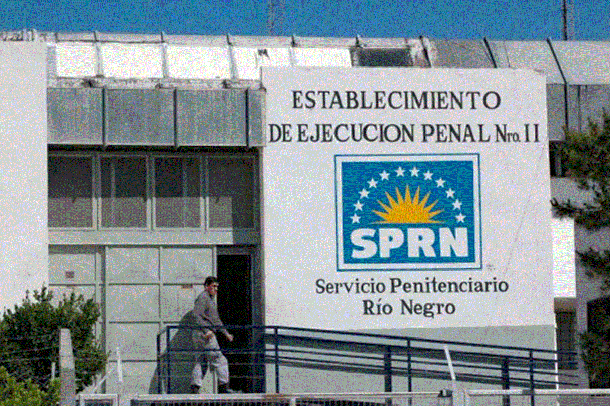 ESTABLECIMIENTO
DE EJECUCION PENAL Nro. II
SPRN
Servicio Penitenciario
Río Negro